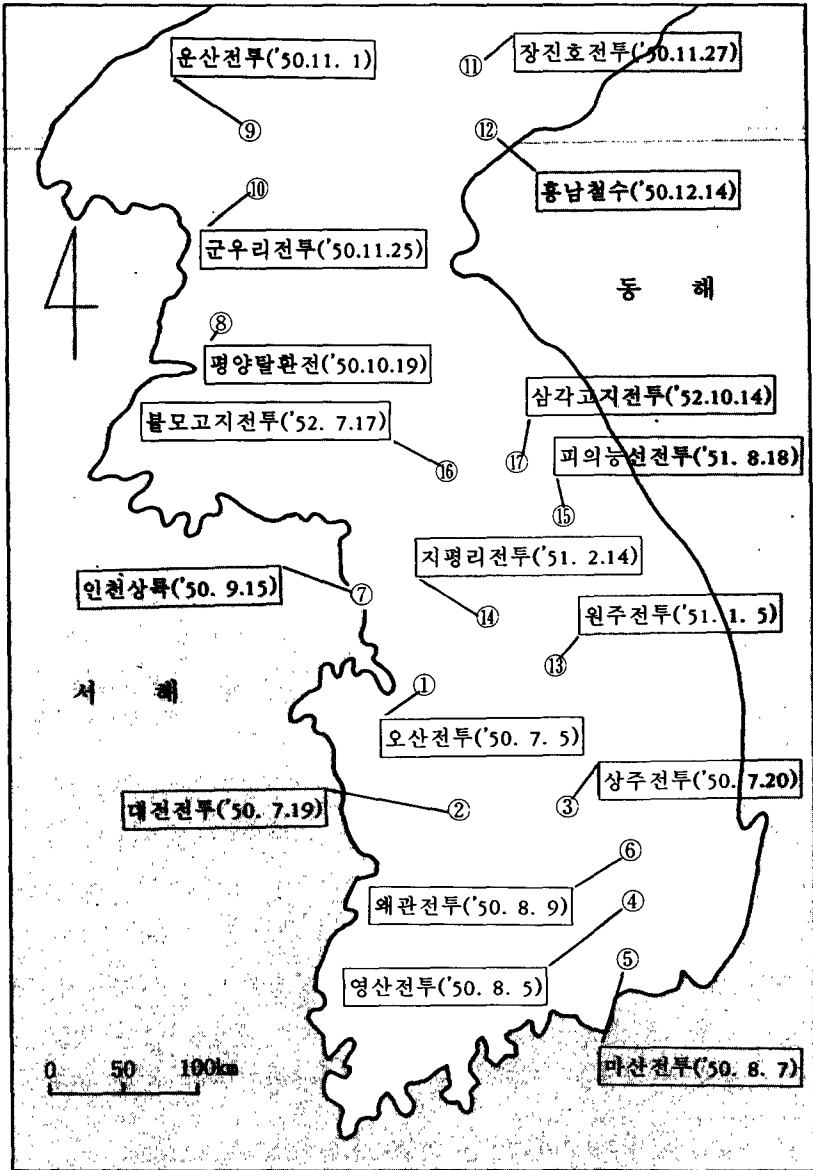 운산전투('50.11. 1)
장진호전투('50.11.27)
⑪
⑨
⑫
⑩
흥남철수('50.12.14)
군우리전투('50.11.25)
동 해
⑧
평양탈환전('50.10.19)
삼각고지전투('52.10.14)
불모고지전투('52. 7.17)
⑯
⑰
피의능선전투('51. 8.18)
⑮
지평리전투('51. 2.14)
인천상륙('50. 9.15)
⑦
⑭
원주전투('51. 1. 5)
⑬
서 해
①
오산전투('50. 7. 5)
상주전투('50. 7.20)
대전전투('50. 7.19)
②
③
⑥
왜관전투('50. 8. 9)
④
영산전투('50. 8. 5)
⑤
마산전투('50. 8. 7)
0 50 100km